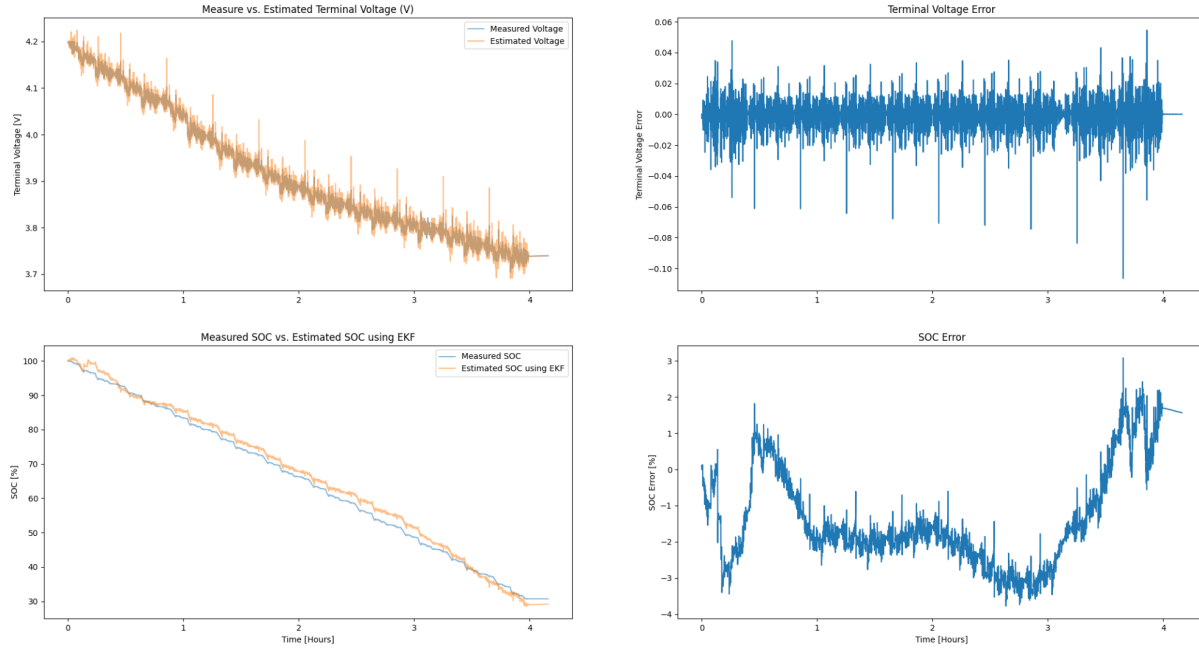 Measure vs. Estimated Terminal Voltage (V)
Measured Voltage
Estimated Voltage
Terminal Voltage [V]
4.2
4.1
4.0
3.9
3.8
3.7
0 1 2 3 4
Terminal Voltage Error
Terminal Voltage Error
0.06
0.04
0.02
0.00
−0.02
−0.04
−0.06
−0.08
−0.10
0 1 2 3 4
Measured SOC vs. Estimated SOC using EKF
Measured SOC
Estimated SOC using EKF
SOC [%]
100
90
80
70
60
50
40
30
0 1 2 3 4
Time [Hours]
SOC Error
SOC Error [%]
3
2
1
0
−1
−2
−3
−4
0 1 2 3 4
Time [Hours]